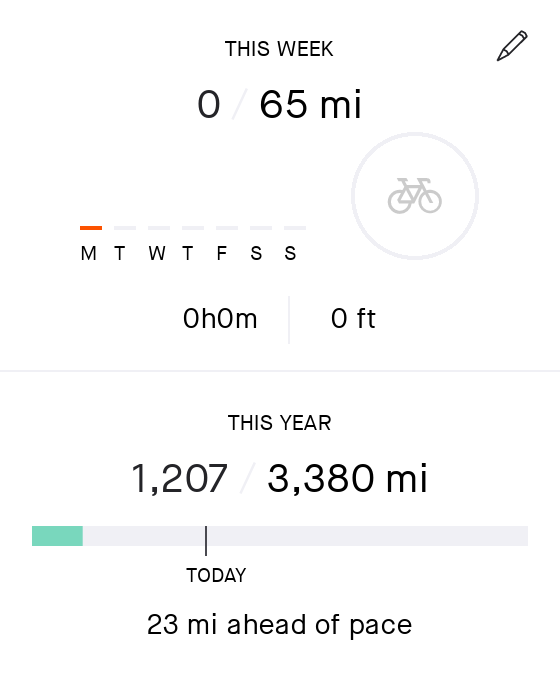 THIS WEEK
0 / 65 mi
M T W T F S S
0h0m 0 ft
THIS YEAR
1,207 / 3,380 mi
TODAY
23 mi ahead of pace